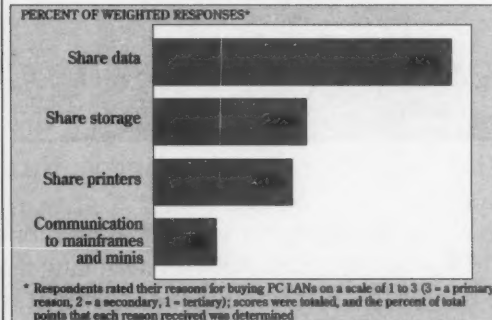 PERCENT OF WEIGHTED RESPONSES*
Share data
Share storage
Share printers
Communication
to mainframes
and minis
* Respondents rated their reasons for buying PC LANs on a scale of 1 to 3 (3 = a primary
reason, 2 = a secondary, 1 = tertiary); scores were totaled, and the percent of total
points that each reason received was determined